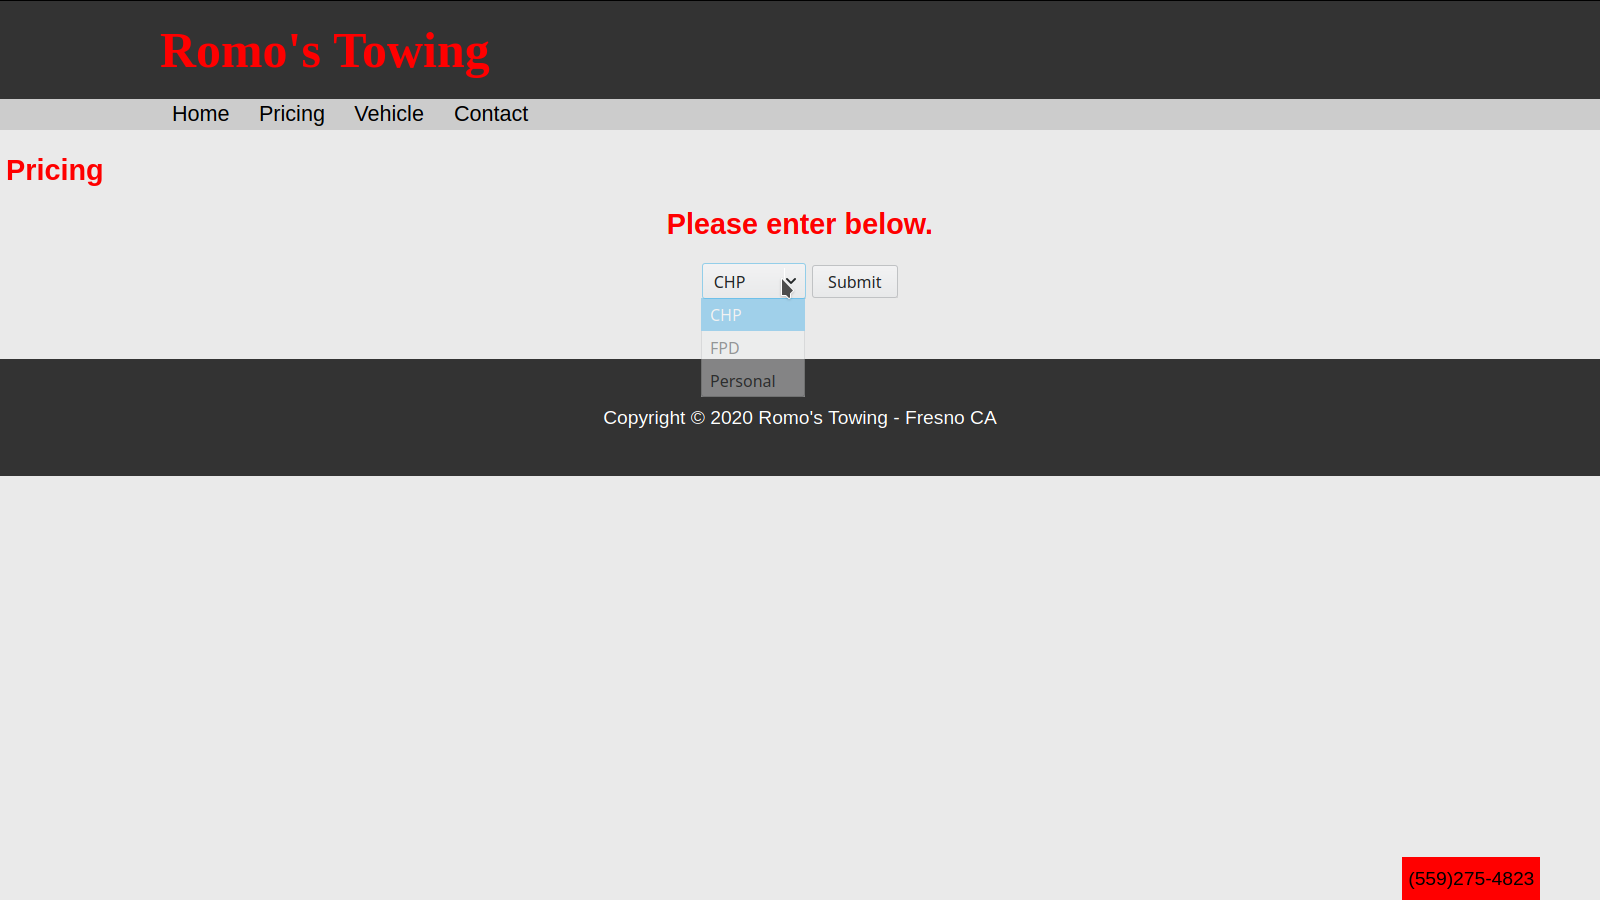 Romo's Towing
Home Pricing Vehicle Contact
Pricing
Please enter below.
CHP Submit
CHP
FPD
Personal
Copyright © 2020 Romo's Towing - Fresno CA
(559)275-4823